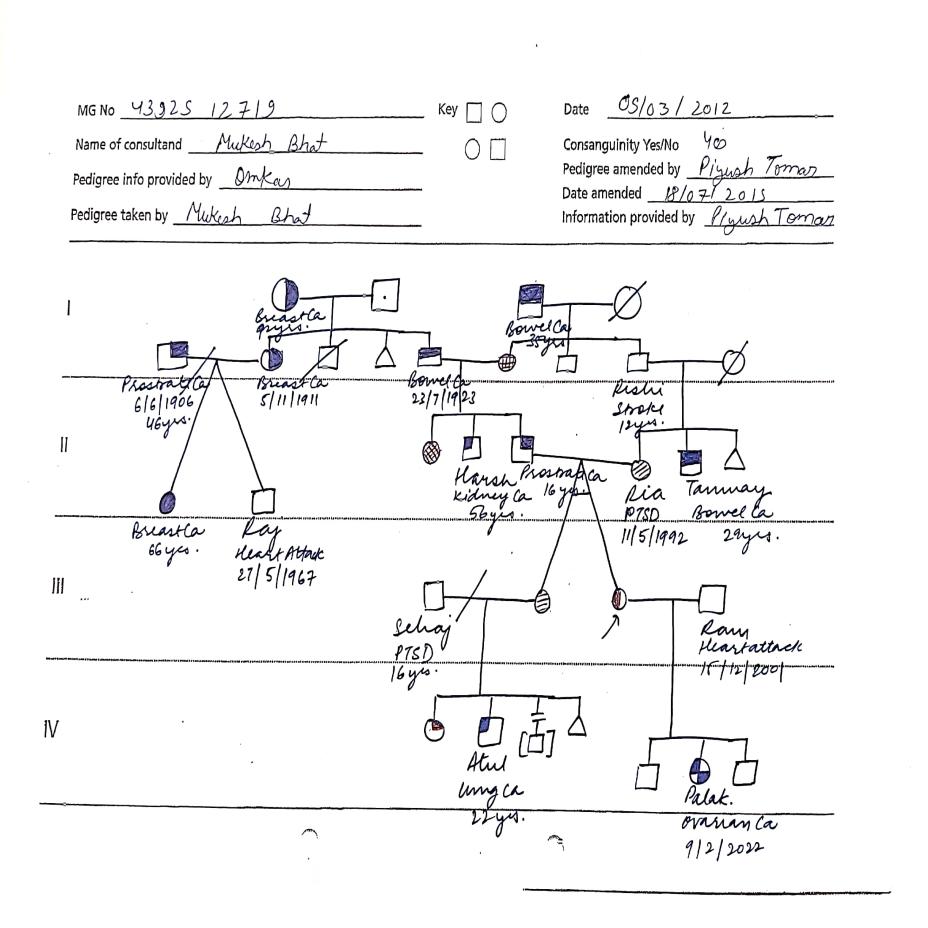 MG No 43925 12719
Key
Date 05/03/2012
Name of consultand Mukesh Bhat
Consanguinity Yes/No Yes
Pedigree info provided by Omkar
Pedigree amended by Piyush Tomar
Date amended 18/07/2015
Pedigree taken by Mukesh Bhat
Information provided by Piyush Tomar
I
Breast Ca
yrs.
Bowel Ca
35yrs
Prostrate Ca
6/6/1906
46yrs.
Breast Ca
5/11/1911
Bowel Ca
23/7/1923
Rishi
Stroke
12yrs.
II
Harsh
Kidney Ca
56yrs.
Prostrate Ca
16yrs.
Ria
PTSD
11/5/1992
Tanmay
Bowel Ca
29yrs.
Breast Ca
66yrs.
Raj
Heart Attack
27/5/1967
III
Sehaj
PTSD
16yrs.
Ram
Heart attack
15/12/2001
IV
Atul
lung Ca
22yrs.
Palak.
Ovarian Ca
9/2/2022